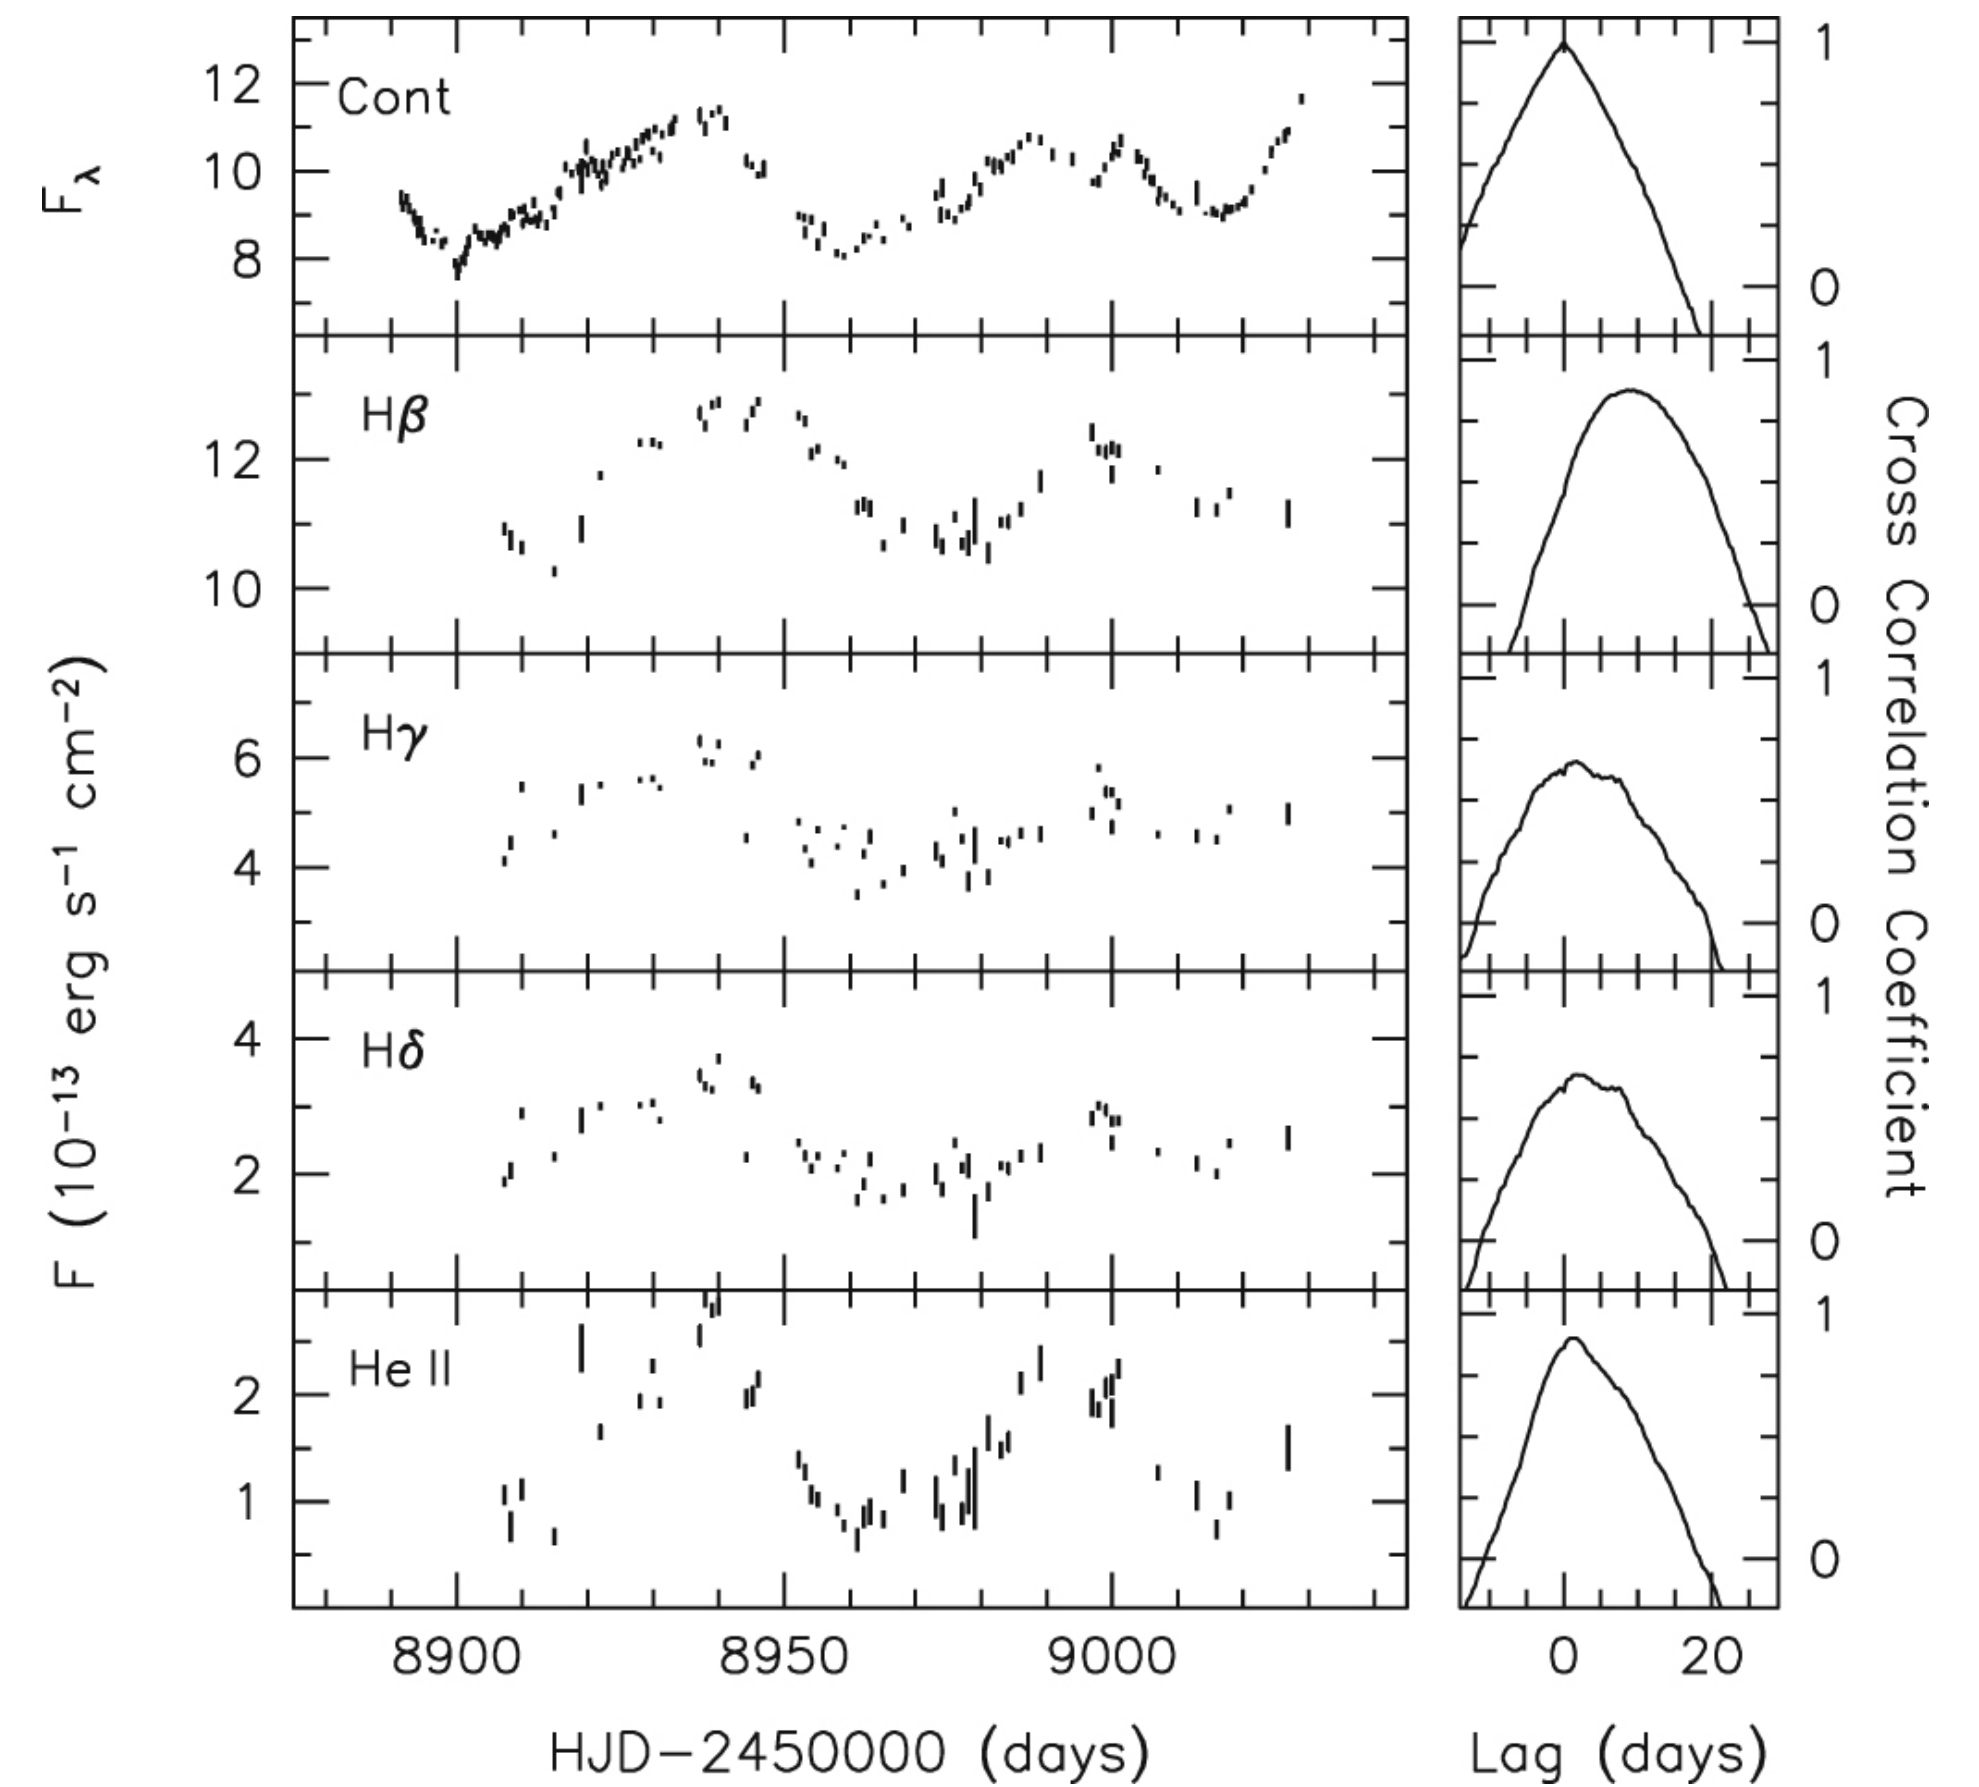 Cont
12
10
8
F_λ
1
0
Hβ
12
10
1
0
Hγ
6
4
1
0
Hδ
4
2
1
0
He II
2
1
1
0
F (10⁻¹³ erg s⁻¹ cm⁻²)
Cross Correlation Coefficient
8900 8950 9000
0 20
HJD−2450000 (days)
Lag (days)